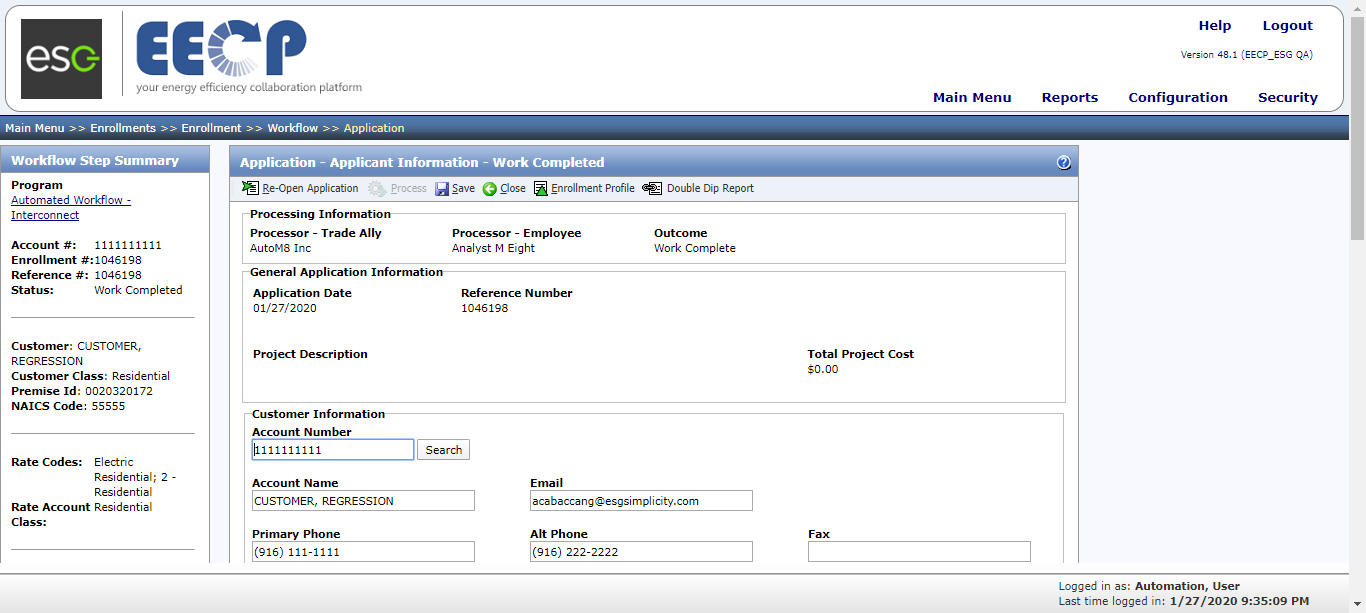 esg
EECP
your energy efficiency collaboration platform
Help Logout
Version 48.1 (EECP_ESG QA)
Main Menu Reports Configuration Security
Main Menu >> Enrollments >> Enrollment >> Workflow >> Application
Workflow Step Summary
Program
Automated Workflow -
Interconnect
Account #: 1111111111
Enrollment #:1046198
Reference #: 1046198
Status: Work Completed
Customer: CUSTOMER,
REGRESSION
Customer Class: Residential
Premise Id: 0020320172
NAICS Code: 55555
Rate Codes: Electric
Residential; 2 -
Residential
Rate Account Residential
Class:
Application - Applicant Information - Work Completed
?
Re-Open Application Process Save Close Enrollment Profile Double Dip Report
Processing Information
Processor - Trade Ally Processor - Employee Outcome
AutoM8 Inc Analyst M Eight Work Complete
General Application Information
Application Date Reference Number
01/27/2020 1046198
Project Description Total Project Cost
$0.00
Customer Information
Account Number
1111111111 Search
Account Name Email
CUSTOMER, REGRESSION acabaccang@esgsimplicity.com
Primary Phone Alt Phone Fax
(916) 111-1111 (916) 222-2222
Logged in as: Automation, User
Last time logged in: 1/27/2020 9:35:09 PM